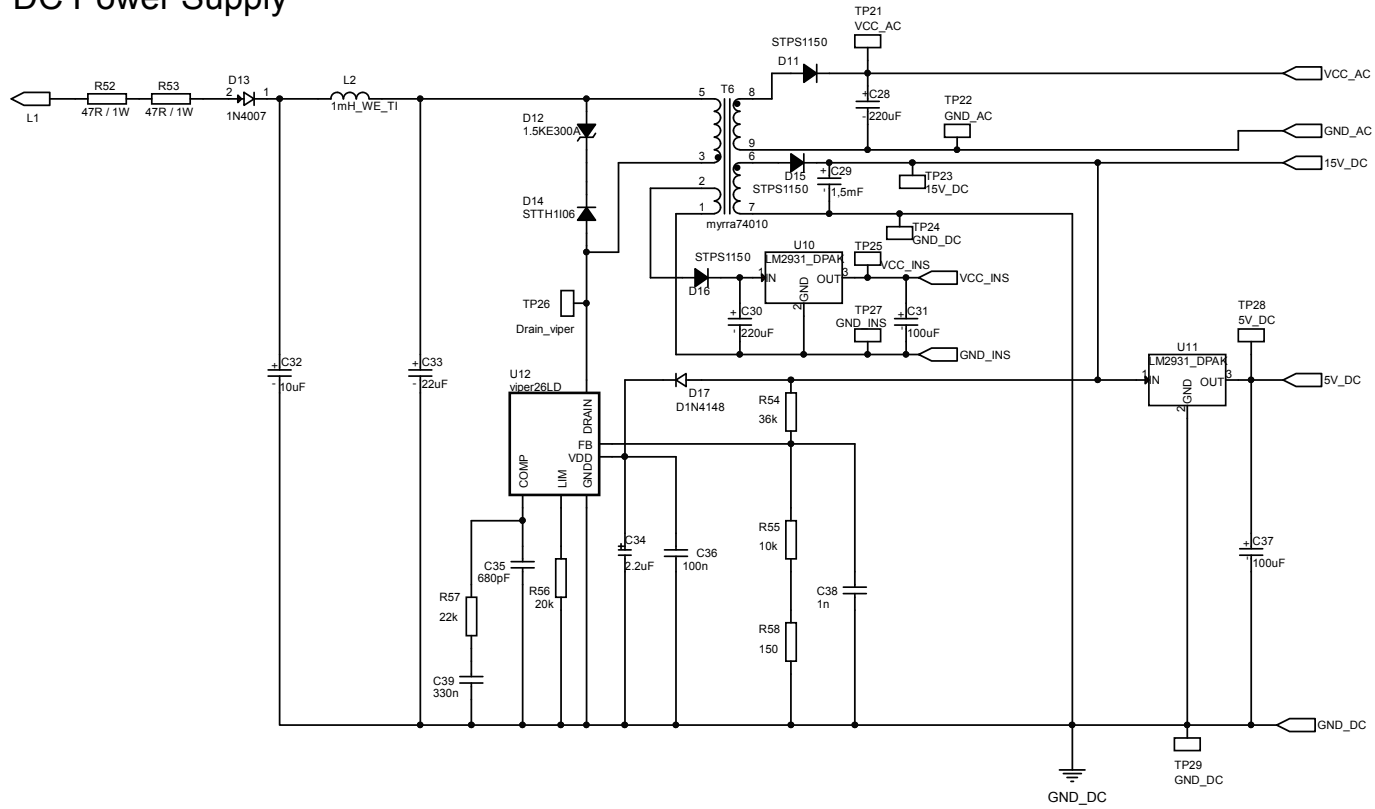 DC Power Supply
TP21
VCC_AC
STPS1150
D11
VCC_AC
L1
R52
47R / 1W
R53
47R / 1W
D13
2
1
1N4007
L2
1mH_WE_TI
D12
1.5KE300A
T6
5
8
3
9
6
2
1
7
myrra74010
+
C28
-
220uF
TP22
GND_AC
GND_AC
15V_DC
D15
STPS1150
+
C29
-
1,5mF
TP23
15V_DC
D14
STTH1l06
TP24
GND_DC
STPS1150
D16
U10
LM2931_DPAK
1
IN
OUT
3
GND
2
TP25
VCC_INS
VCC_INS
TP26
Drain_viper
+
C30
-
220uF
TP27
GND_INS
+
C31
-
100uF
GND_INS
TP28
5V_DC
+
C32
-
10uF
+
C33
-
22uF
U12
viper26LD
DRAIN
FB
VDD
GND
COMP
LIM
D17
D1N4148
R54
36k
U11
LM2931_DPAK
1
IN
OUT
3
GND
2
5V_DC
C35
680pF
R56
20k
+
C34
2.2uF
C36
100n
R55
10k
C38
1n
+
C37
-
100uF
R57
22k
R58
150
C39
330n
GND_DC
TP29
GND_DC
GND_DC